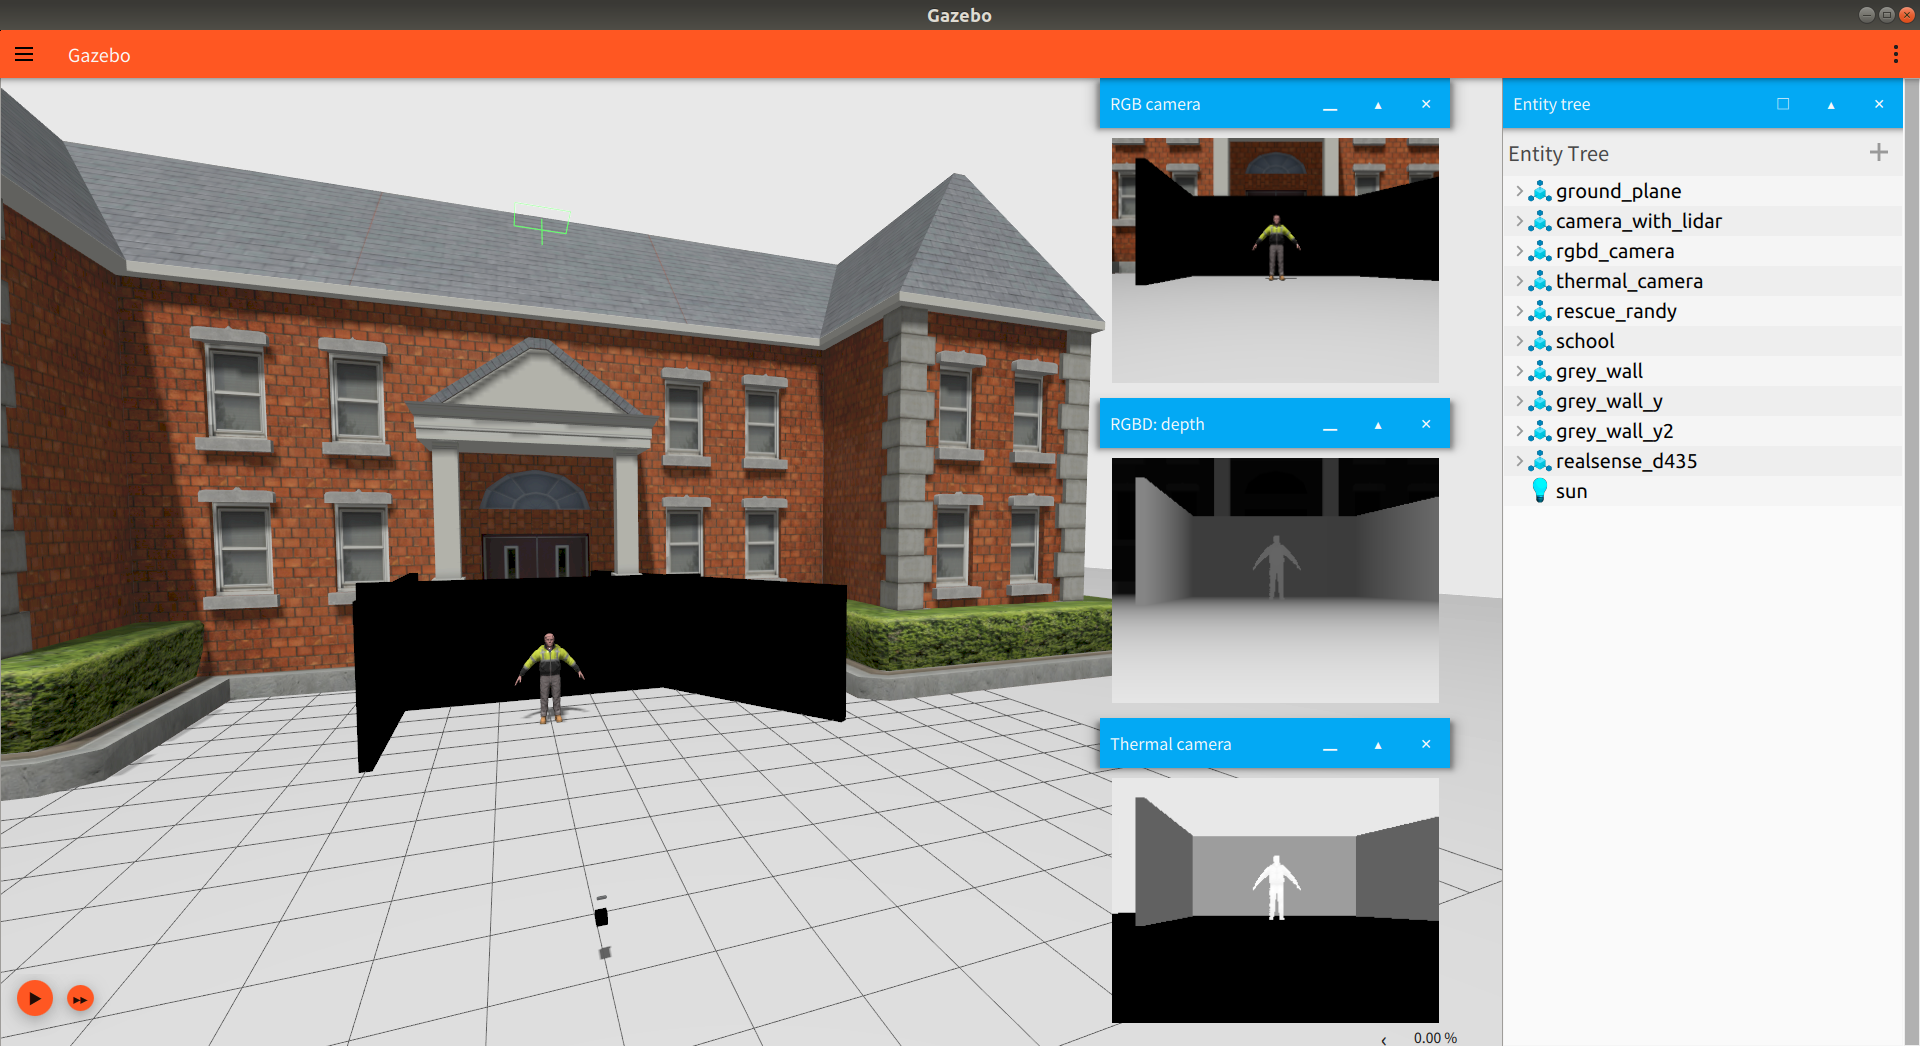 Gazebo
Gazebo
RGB camera
RGBD: depth
Thermal camera
0.00 %
Entity tree
Entity Tree
ground_plane
camera_with_lidar
rgbd_camera
thermal_camera
rescue_randy
school
grey_wall
grey_wall_y
grey_wall_y2
realsense_d435
sun